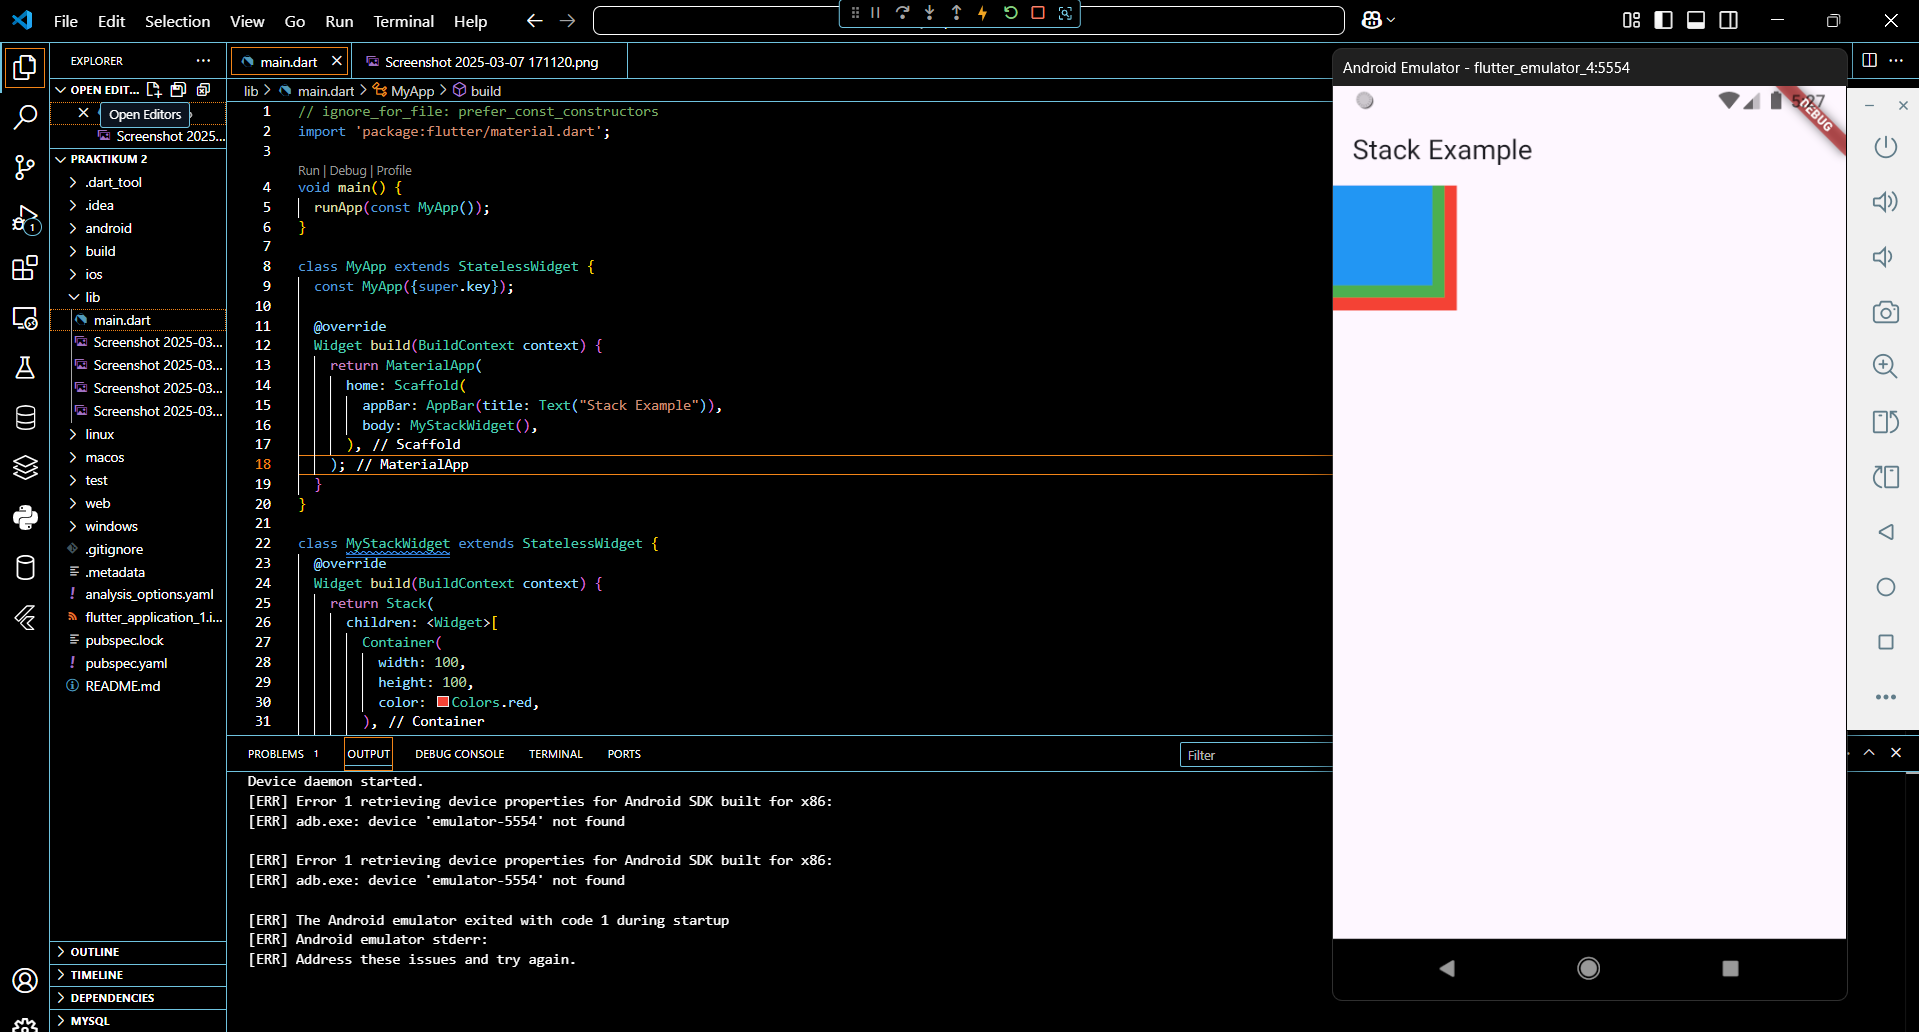 File Edit Selection View Go Run Terminal Help
EXPLORER
OPEN EDIT...
Open Editors
Screenshot 2025...
PRAKTIKUM 2
.dart_tool
.idea
android
build
ios
lib
main.dart
Screenshot 2025-03...
Screenshot 2025-03...
Screenshot 2025-03...
Screenshot 2025-03...
linux
macos
test
web
windows
.gitignore
.metadata
analysis_options.yaml
flutter_application_1.i...
pubspec.lock
pubspec.yaml
README.md
OUTLINE
TIMELINE
DEPENDENCIES
MYSQL
1
main.dart
Screenshot 2025-03-07 171120.png
lib > main.dart > MyApp > build
1 // ignore_for_file: prefer_const_constructors
2 import 'package:flutter/material.dart';
3
Run | Debug | Profile
4 void main() {
5 runApp(const MyApp());
6 }
7
8 class MyApp extends StatelessWidget {
9 const MyApp({super.key});
10
11 @override
12 Widget build(BuildContext context) {
13 return MaterialApp(
14 home: Scaffold(
15 appBar: AppBar(title: Text("Stack Example")),
16 body: MyStackWidget(),
17 ), // Scaffold
18 ); // MaterialApp
19 }
20 }
21
22 class MyStackWidget extends StatelessWidget {
23 @override
24 Widget build(BuildContext context) {
25 return Stack(
26 children: <Widget>[
27 Container(
28 width: 100,
29 height: 100,
30 color: Colors.red,
31 ), // Container
PROBLEMS 1 OUTPUT DEBUG CONSOLE TERMINAL PORTS
Filter
Device daemon started.
[ERR] Error 1 retrieving device properties for Android SDK built for x86:
[ERR] adb.exe: device 'emulator-5554' not found
[ERR] Error 1 retrieving device properties for Android SDK built for x86:
[ERR] adb.exe: device 'emulator-5554' not found
[ERR] The Android emulator exited with code 1 during startup
[ERR] Android emulator stderr:
[ERR] Address these issues and try again.
Android Emulator - flutter_emulator_4:5554
DEBUG
Stack Example